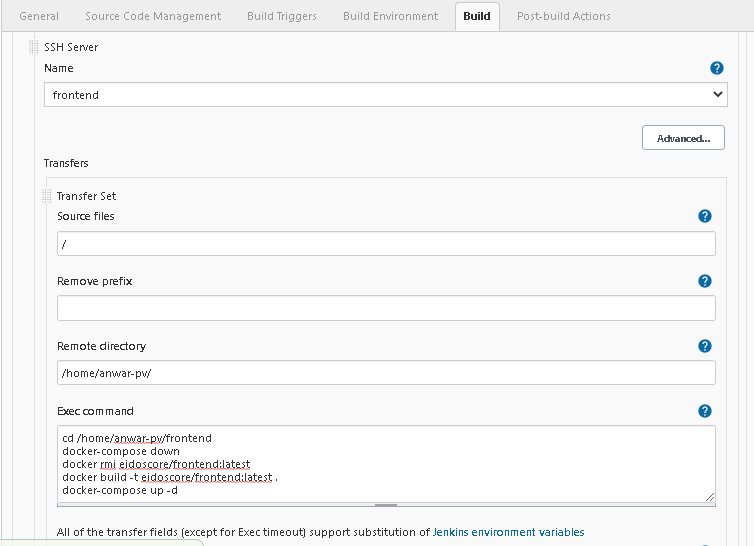 General Source Code Management Build Triggers Build Environment Build Post-build Actions
SSH Server
Name
frontend
Advanced...
Transfers
Transfer Set
Source files
/
Remove prefix
Remote directory
/home/anwar-pv/
Exec command
cd /home/anwar-pv/frontend
docker-compose down
docker rmi eidoscore/frontend:latest
docker build -t eidoscore/frontend:latest .
docker-compose up -d
All of the transfer fields (except for Exec timeout) support substitution of Jenkins environment variables